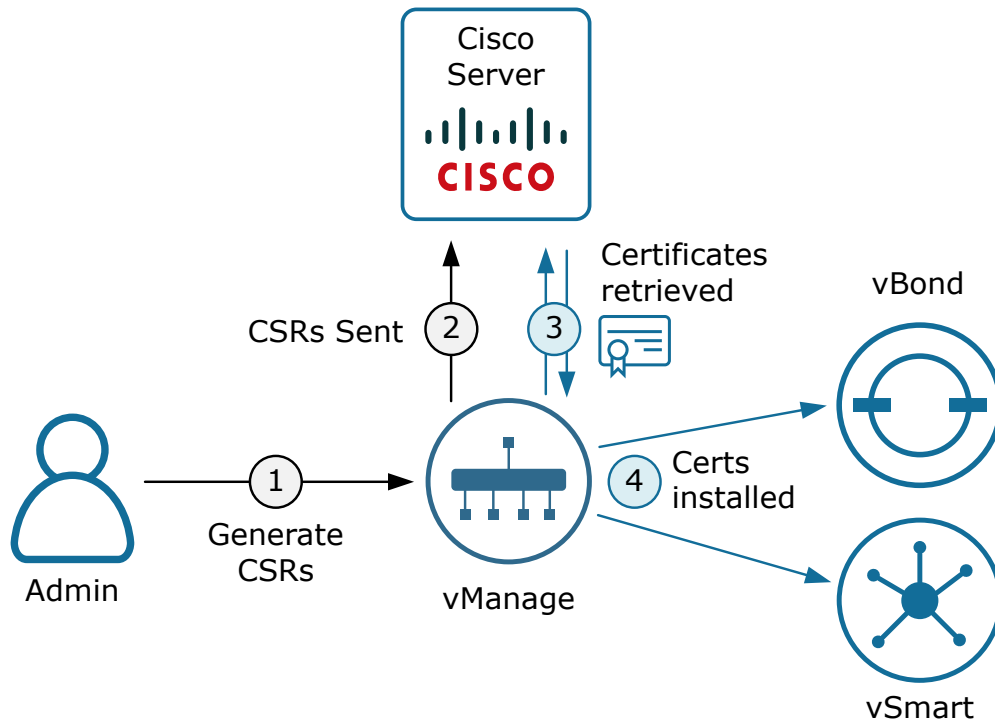 Cisco
Server
CISCO
Certificates
retrieved
vBond
CSRs Sent
2
3
1
Generate
CSRs
4
Certs
installed
Admin
vManage
vSmart